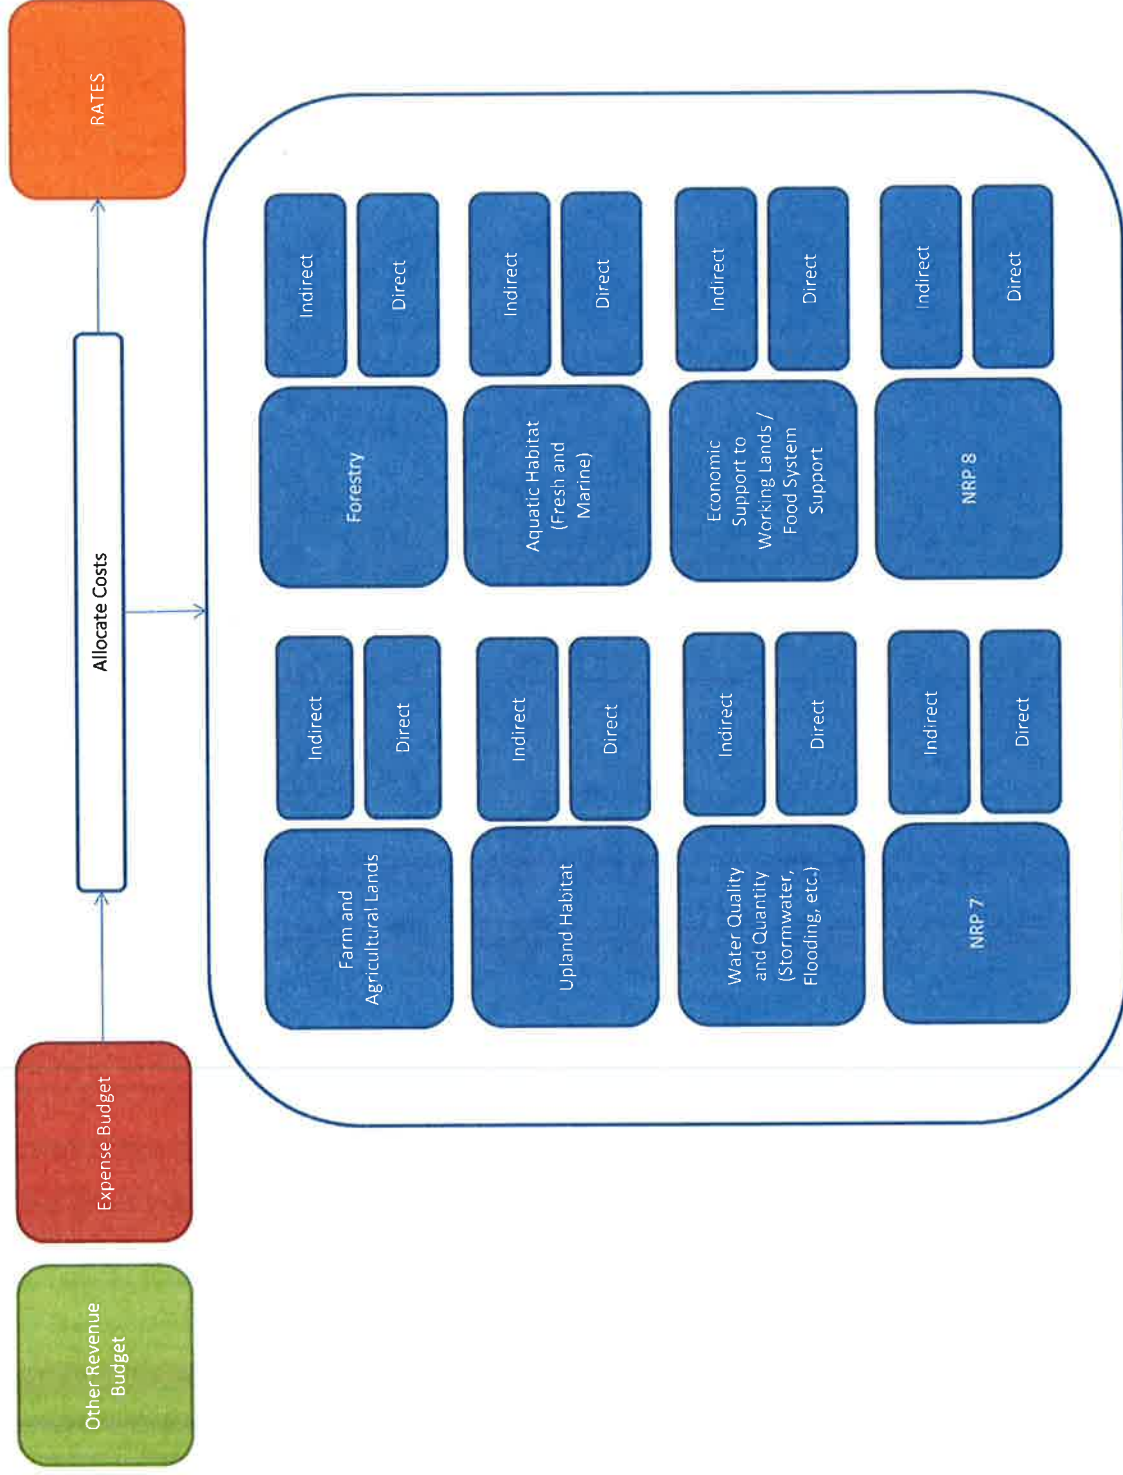 Other Revenue
Budget
Expense Budget
Allocate Costs
RATES
Farm and
Agricultural Lands
Indirect
Direct
Forestry
Indirect
Direct
Upland Habitat
Indirect
Direct
Aquatic Habitat
(Fresh and
Marine)
Indirect
Direct
Water Quality
and Quantity
(Stormwater,
Flooding, etc.)
Indirect
Direct
Economic
Support to
Working Lands /
Food System
Support
Indirect
Direct
NRP 7
Indirect
Direct
NRP 8
Indirect
Direct